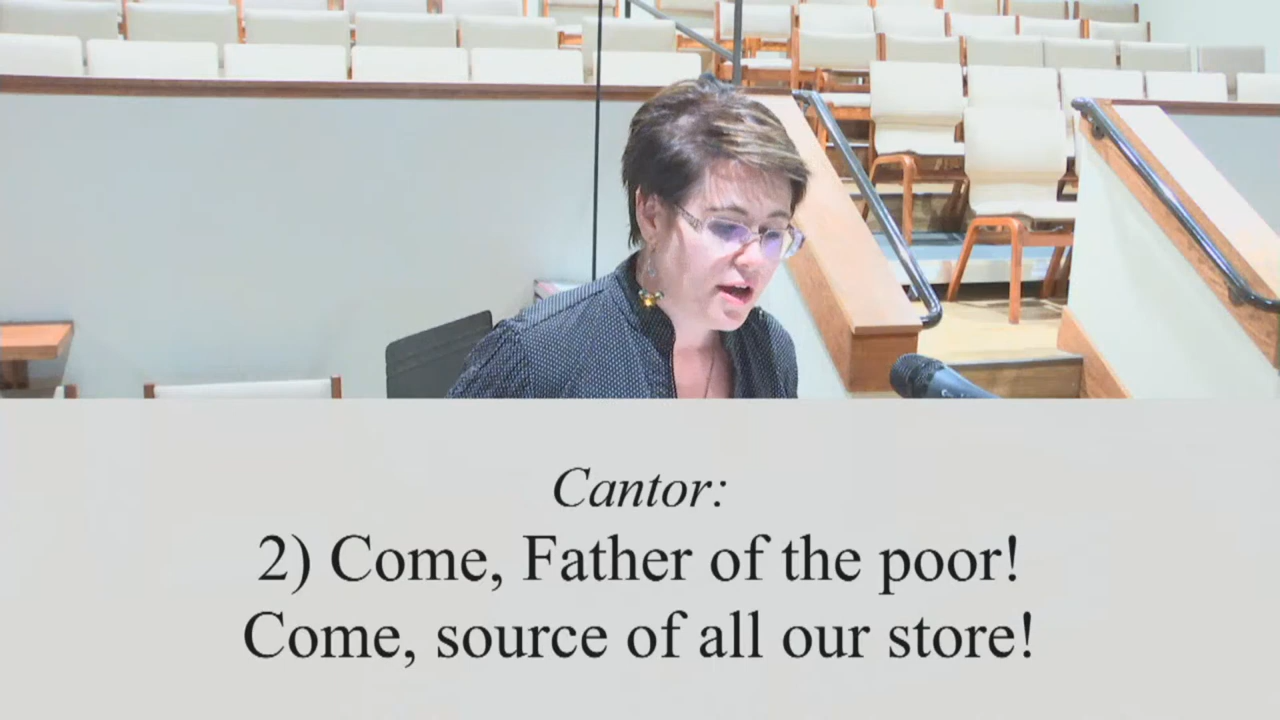 Cantor:
2) Come, Father of the poor!
Come, source of all our store!